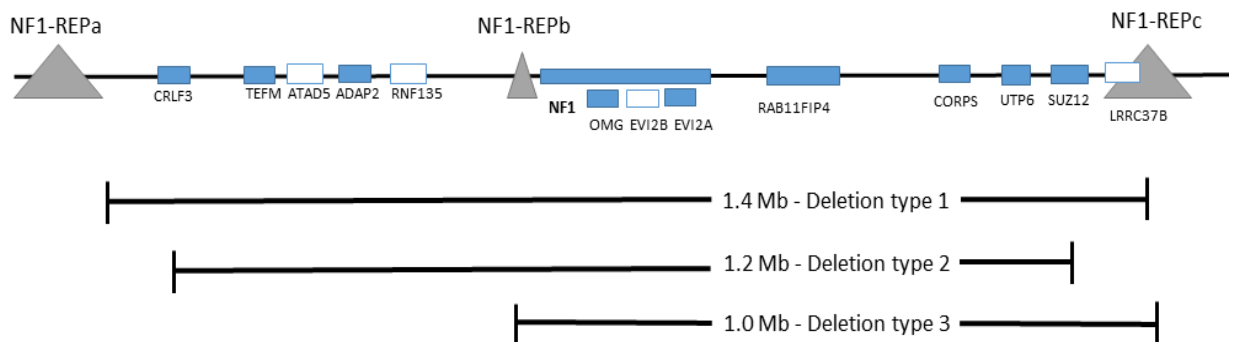 NF1-REPa
NF1-REPb
NF1-REPc
CRLF3
TEFM
ATAD5
ADAP2
RNF135
NF1
OMG
EVI2B
EVI2A
RAB11FIP4
CORPS
UTP6
SUZ12
LRRC37B
1.4 Mb - Deletion type 1
1.2 Mb - Deletion type 2
1.0 Mb - Deletion type 3